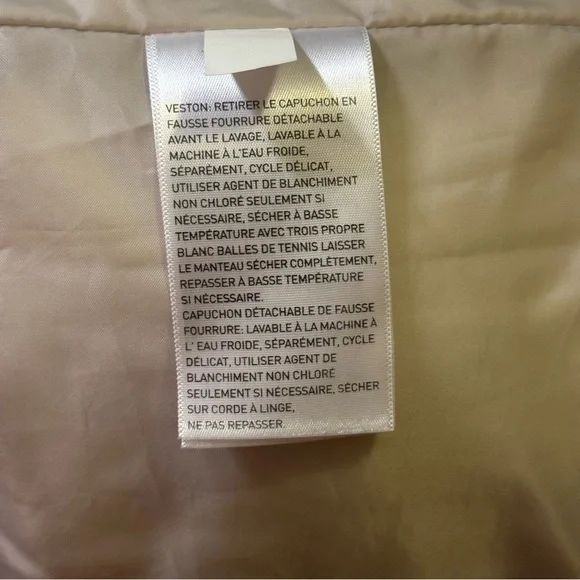 VESTON: RETIRER LE CAPUCHON EN
FAUSSE FOURRURE DÉTACHABLE
AVANT LE LAVAGE, LAVABLE À LA
MACHINE À L'EAU FROIDE,
SÉPARÉMENT, CYCLE DÉLICAT,
UTILISER AGENT DE BLANCHIMENT
NON CHLORÉ SEULEMENT SI
NÉCESSAIRE, SÉCHER À BASSE
TEMPÉRATURE AVEC TROIS PROPRE
BLANC BALLES DE TENNIS LAISSER
LE MANTEAU SÉCHER COMPLÈTEMENT,
REPASSER À BASSE TEMPÉRATURE
SI NÉCESSAIRE.
CAPUCHON DÉTACHABLE DE FAUSSE
FOURRURE: LAVABLE À LA MACHINE À
L' EAU FROIDE, SÉPARÉMENT, CYCLE
DÉLICAT, UTILISER AGENT DE
BLANCHIMENT NON CHLORÉ
SEULEMENT SI NÉCESSAIRE, SÉCHER
SUR CORDE À LINGE,
NE PAS REPASSER.